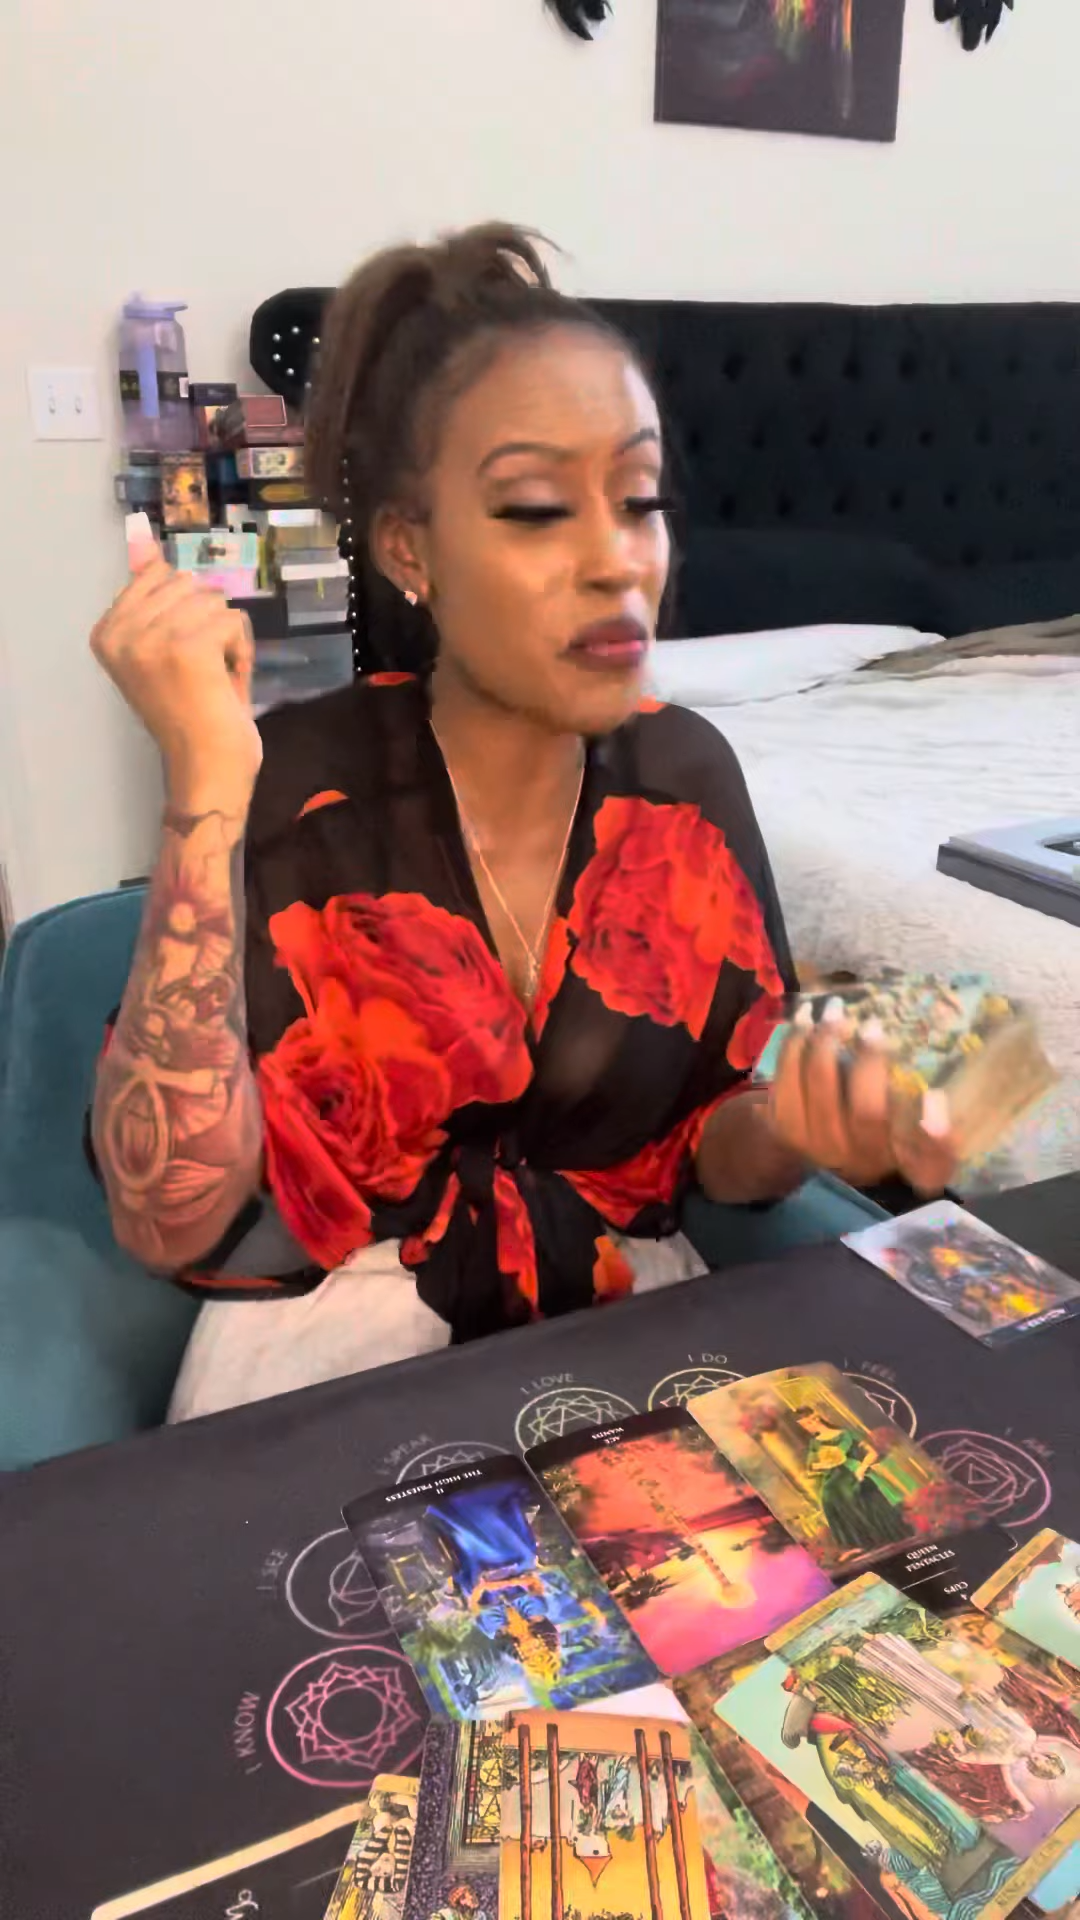 I LOVE
I DO
I FEEL
I AM
I SPEAK
I SEE
I KNOW
ACE
WANDS
II
THE HIGH PRIESTESS
QUEEN
PENTACLES
4
CUPS